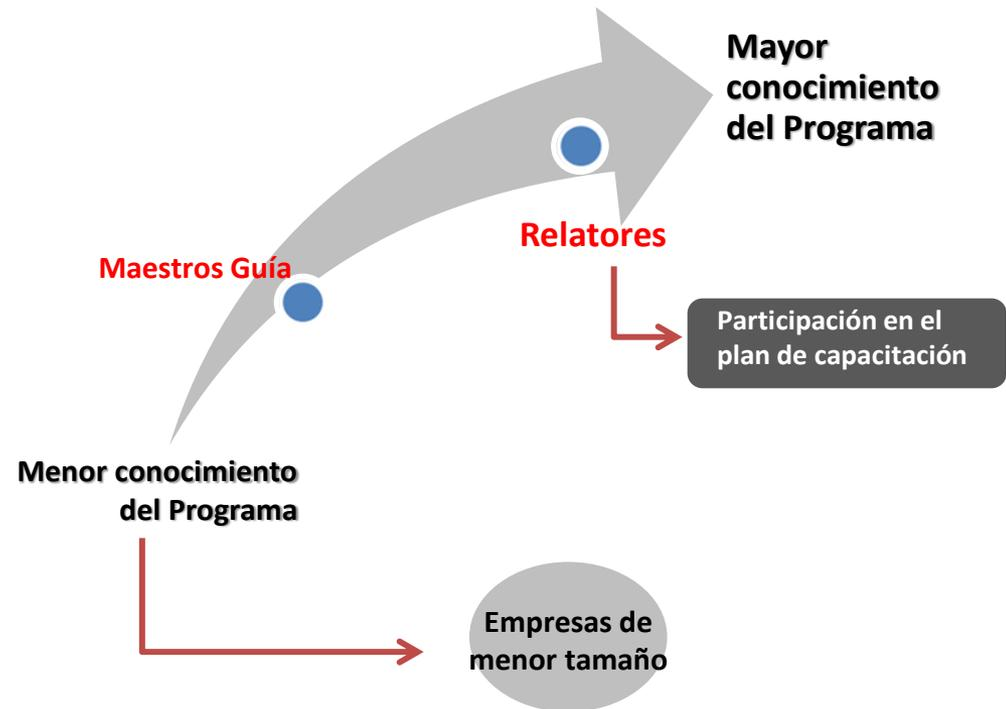 Mayor
conocimiento
del Programa
Relatores
Maestros Guía
Participación en el
plan de capacitación
Menor conocimiento
del Programa
Empresas de
menor tamaño